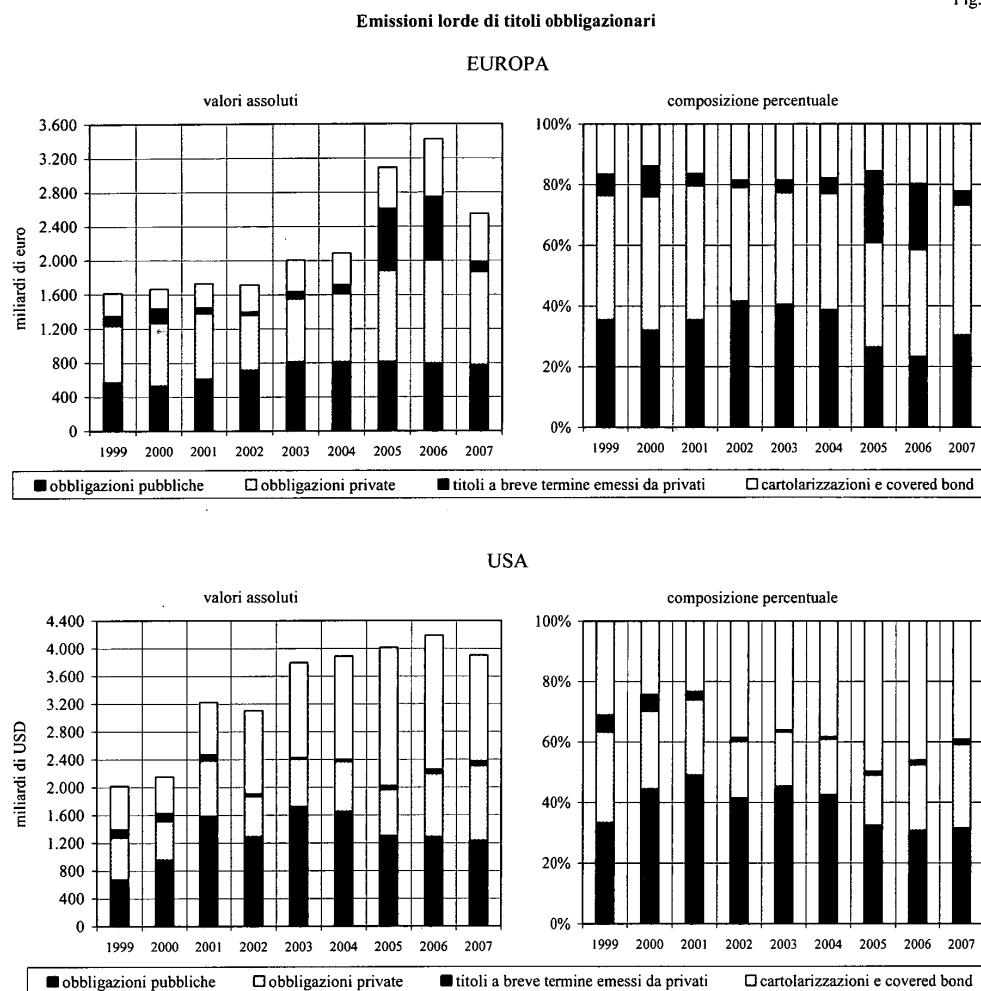 Fig.
Emissioni lorde di titoli obbligazionari
EUROPA
valori assoluti
composizione percentuale
miliardi di euro
3.600
3.200
2.800
2.400
2.000
1.600
1.200
800
400
0
1999 2000 2001 2002 2003 2004 2005 2006 2007
100%
80%
60%
40%
20%
0%
1999 2000 2001 2002 2003 2004 2005 2006 2007
obbligazioni pubbliche obbligazioni private titoli a breve termine emessi da privati cartolarizzazioni e covered bond
USA
valori assoluti
composizione percentuale
miliardi di USD
4.400
4.000
3.600
3.200
2.800
2.400
2.000
1.600
1.200
800
400
0
1999 2000 2001 2002 2003 2004 2005 2006 2007
100%
80%
60%
40%
20%
0%
1999 2000 2001 2002 2003 2004 2005 2006 2007
obbligazioni pubbliche obbligazioni private titoli a breve termine emessi da privati cartolarizzazioni e covered bond